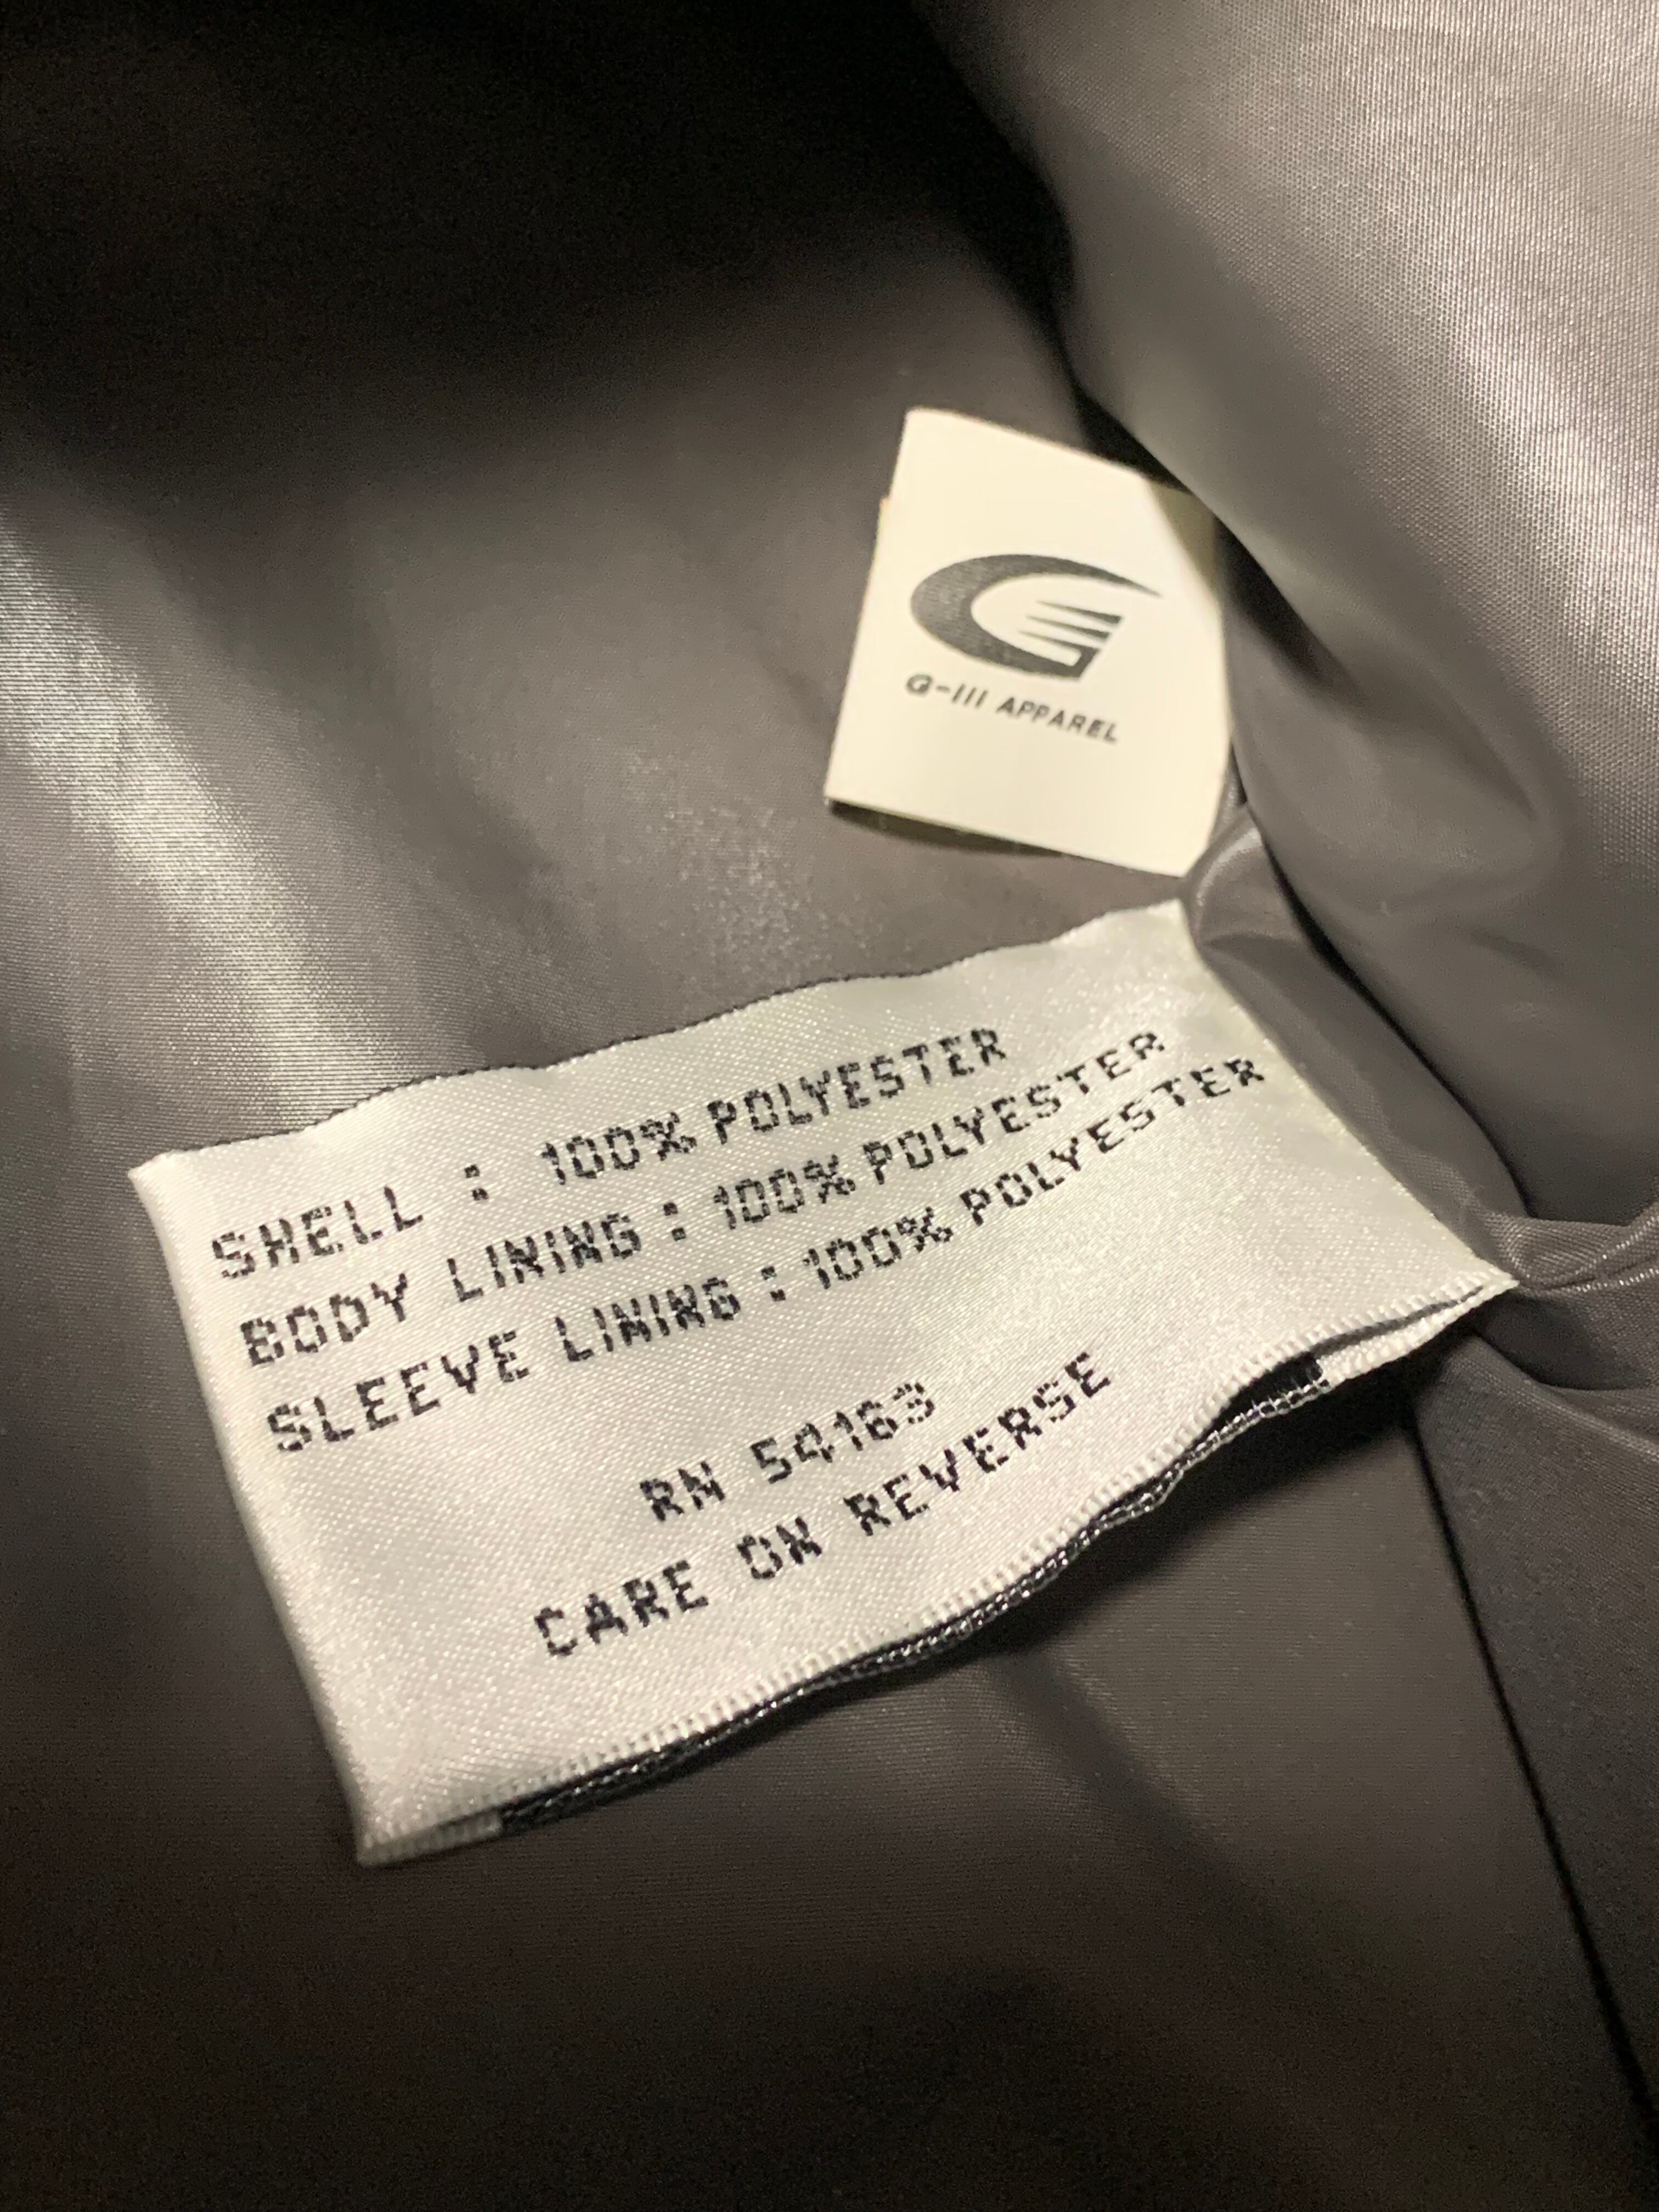 G-III APPAREL
SHELL : 100% POLYESTER
BODY LINING : 100% POLYESTER
SLEEVE LINING : 100% POLYESTER
RN 54163
CARE ON REVERSE